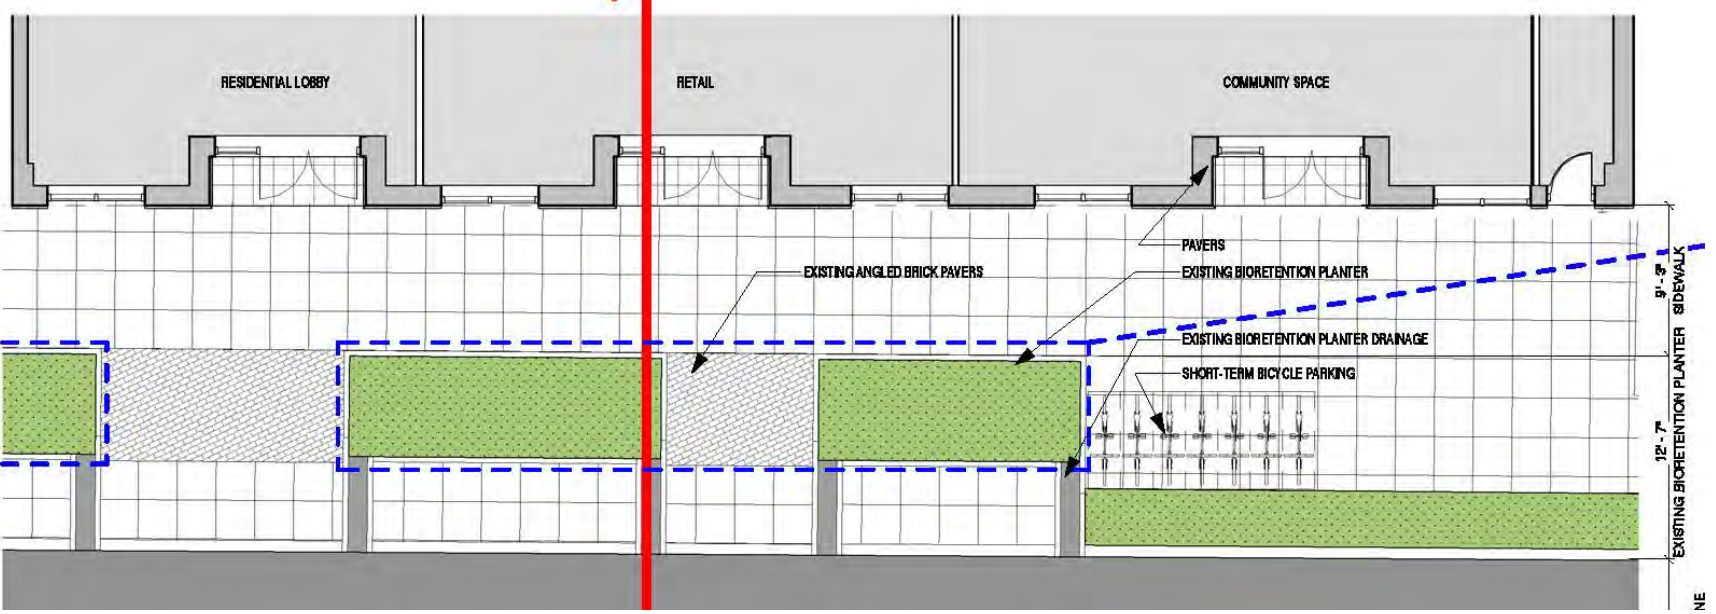 RESIDENTIAL LOBBY
RETAIL
COMMUNITY SPACE
PAVERS
EXISTING ANGLED BRICK PAVERS
EXISTING BIORETENTION PLANTER
EXISTING BIORETENTION PLANTER DRAINAGE
SHORT-TERM BICYCLE PARKING
9' - 3"
SIDEWALK
12' - 7"
EXISTING BIORETENTION PLANTER
NE